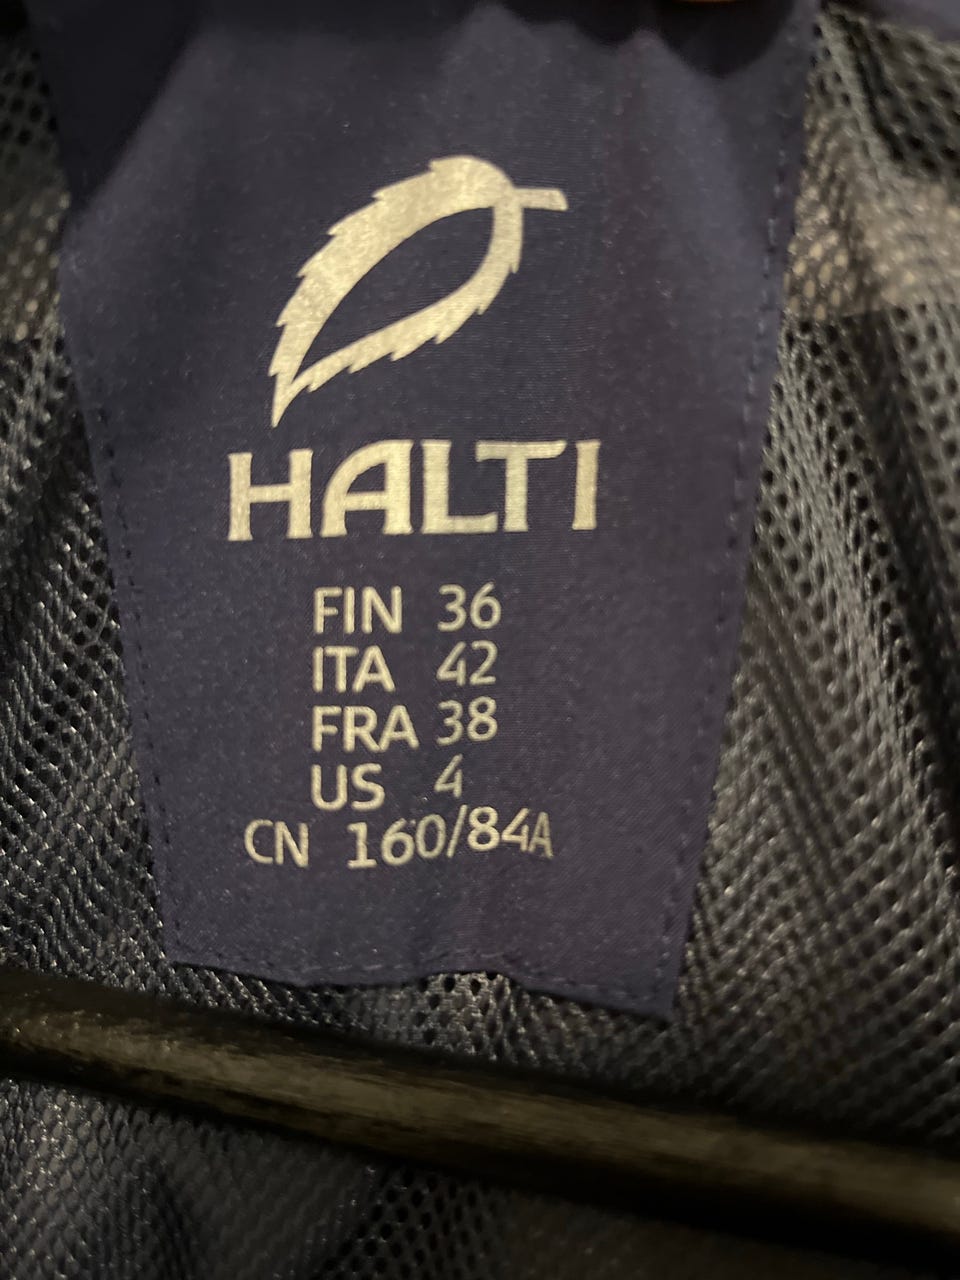 HALTI
FIN 36
ITA 42
FRA 38
US 4
CN 160/84A